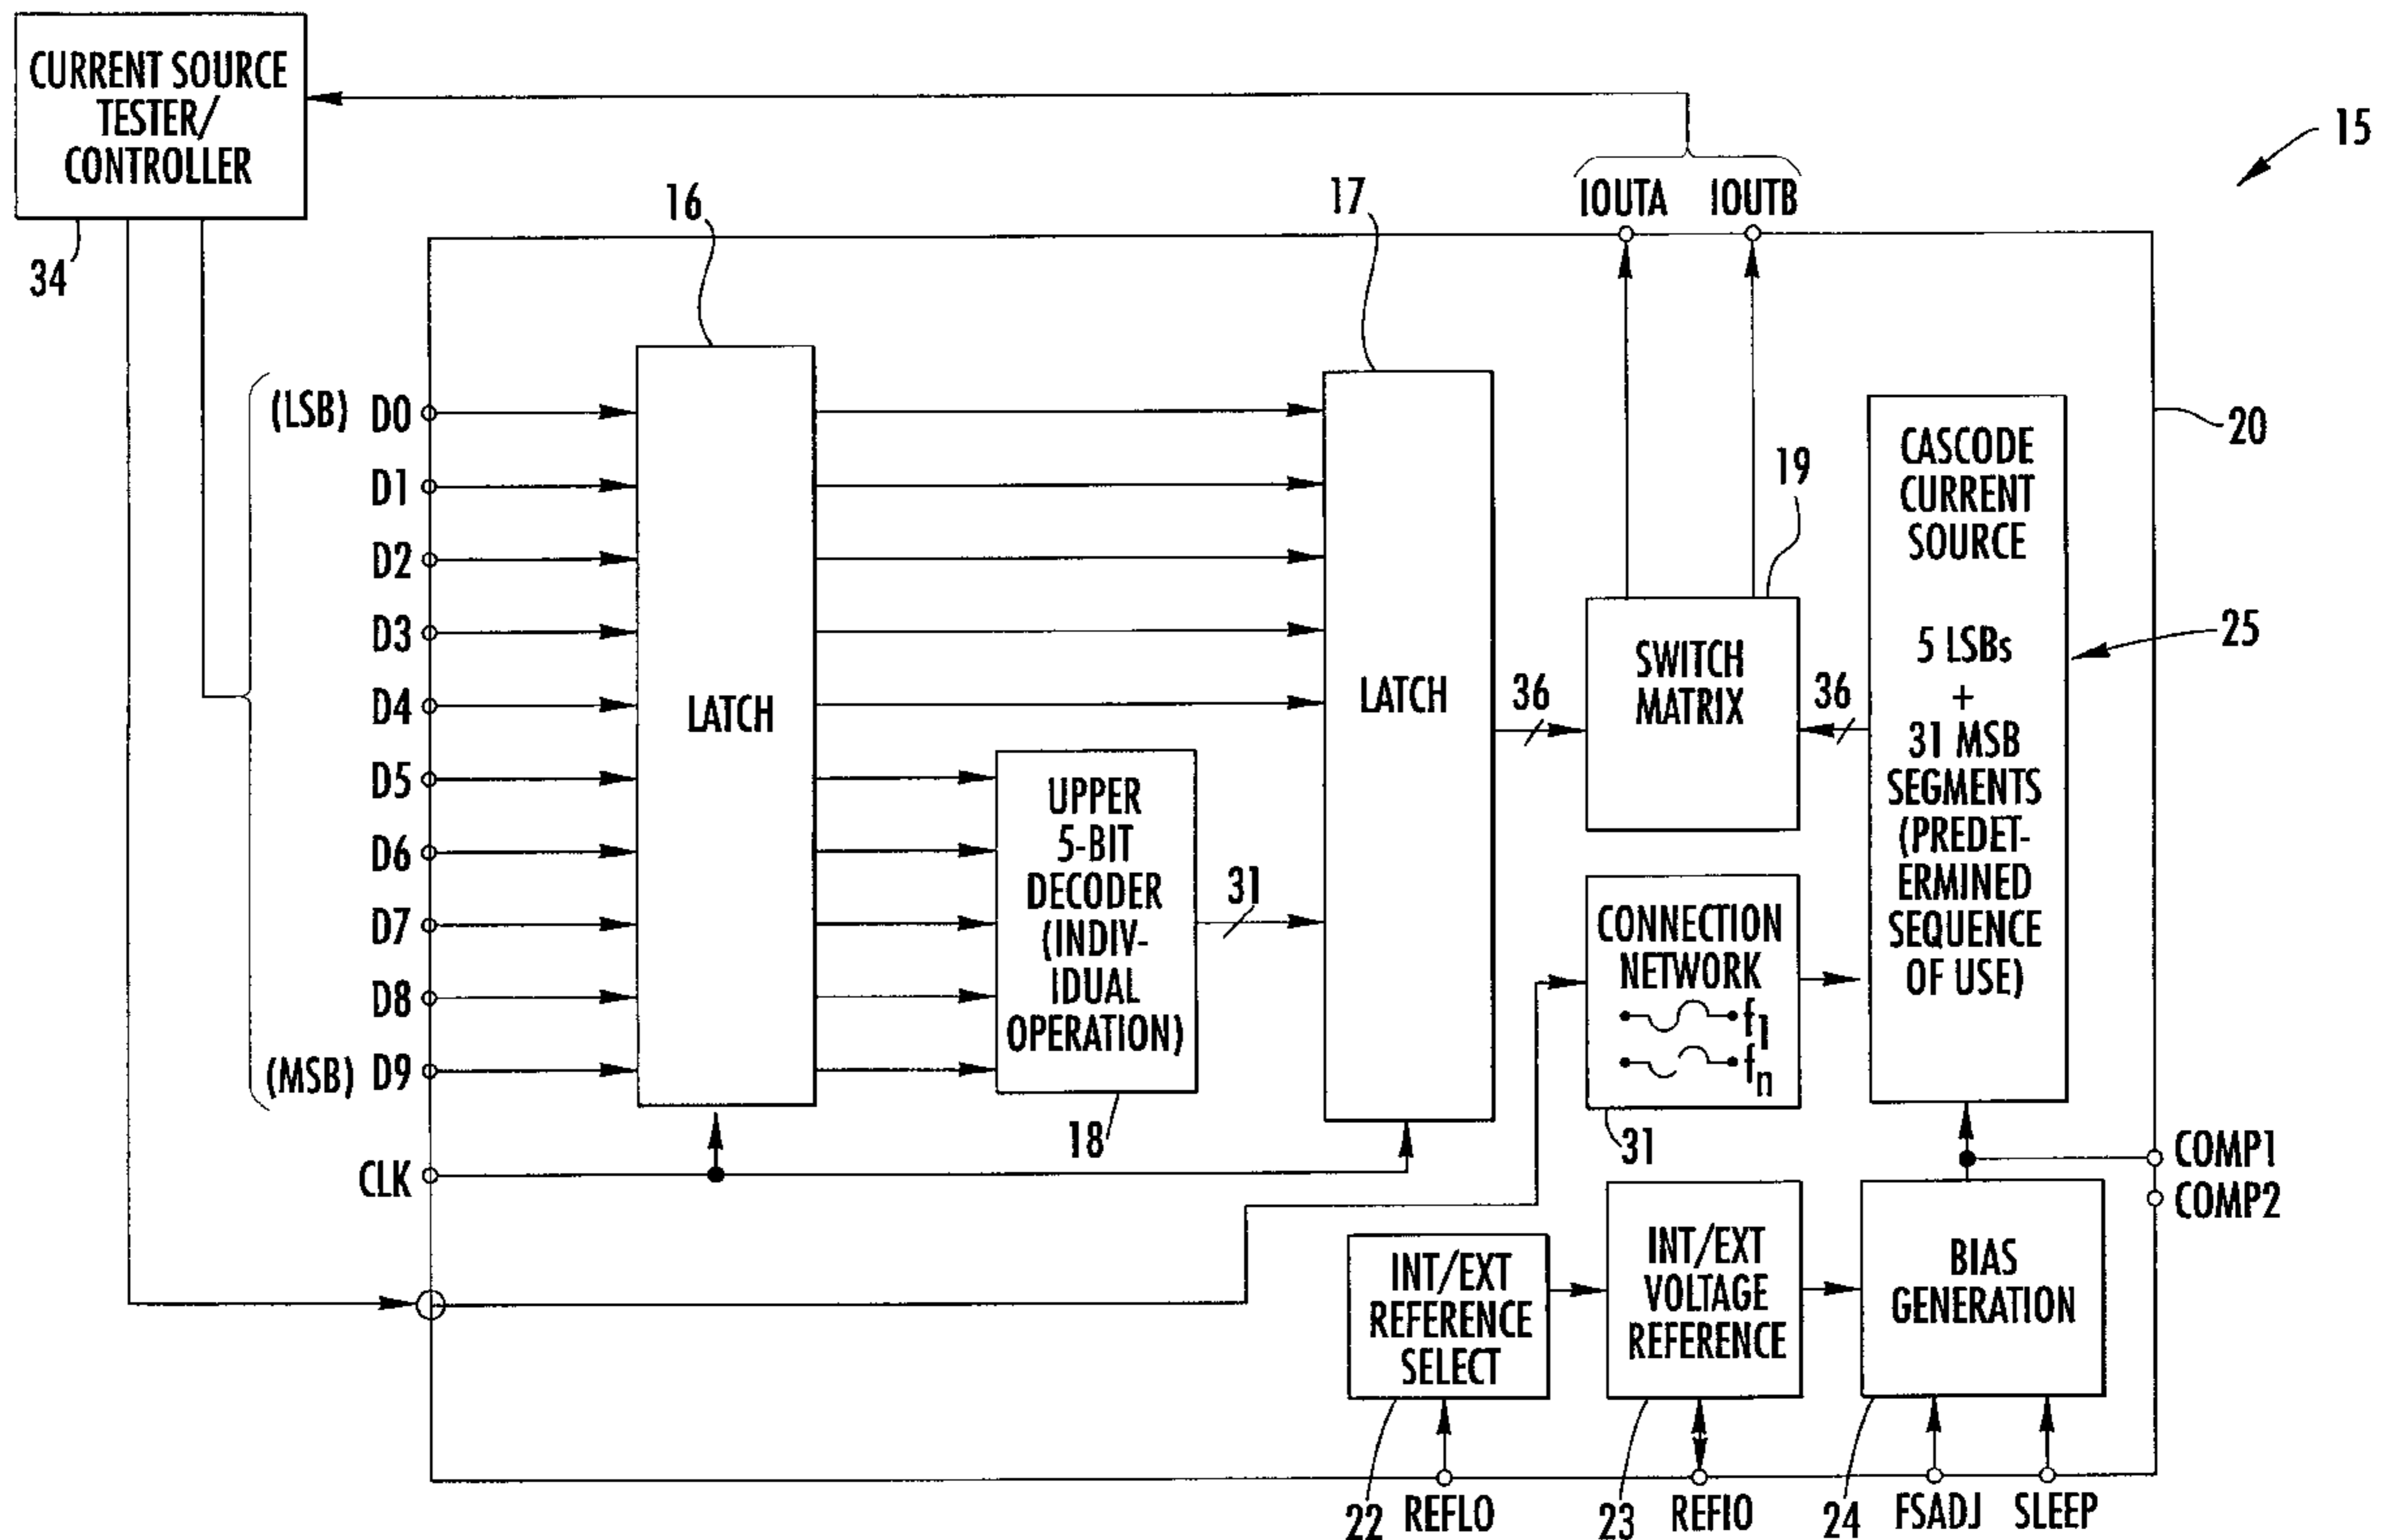 CURRENT SOURCE
TESTER/
CONTROLLER
34
15
IOUTA IOUTB
16
17
20
(LSB) D0
D1
D2
D3
D4
D5
D6
D7
D8
(MSB) D9
CLK
LATCH
UPPER
5-BIT
DECODER
(INDIV-
IDUAL
OPERATION)
18
31
LATCH
36
SWITCH
MATRIX
19
36
CASCODE
CURRENT
SOURCE
5 LSBs
+
31 MSB
SEGMENTS
(PREDET-
ERMINED
SEQUENCE
OF USE)
25
CONNECTION
NETWORK
f1
fn
31
COMP1
COMP2
INT/EXT
REFERENCE
SELECT
INT/EXT
VOLTAGE
REFERENCE
BIAS
GENERATION
22 REFLO 23 REFIO 24 FSADJ SLEEP